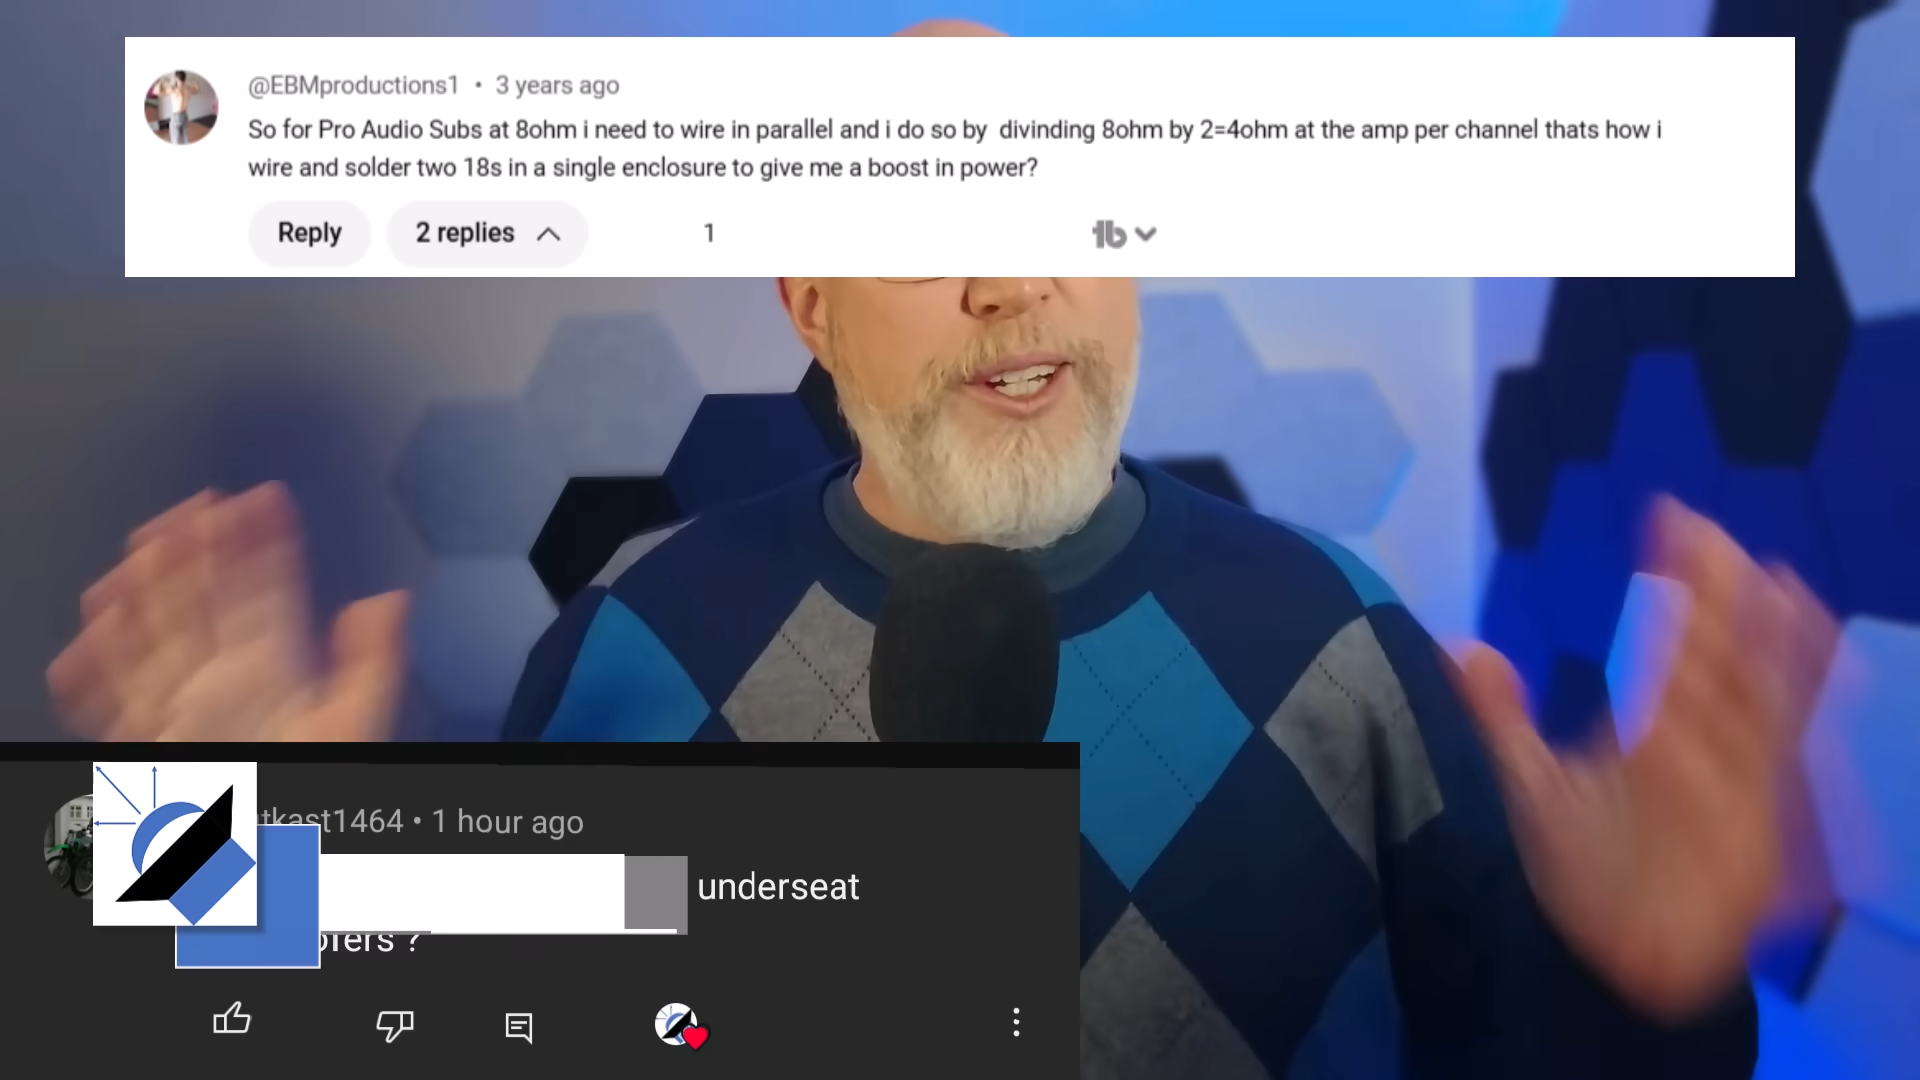 @EBMproductions1 • 3 years ago
So for Pro Audio Subs at 8ohm i need to wire in parallel and i do so by divinding 8ohm by 2=4ohm at the amp per channel thats how i
wire and solder two 18s in a single enclosure to give me a boost in power?
Reply 2 replies 1
tkast1464 • 1 hour ago
underseat
ofers ?